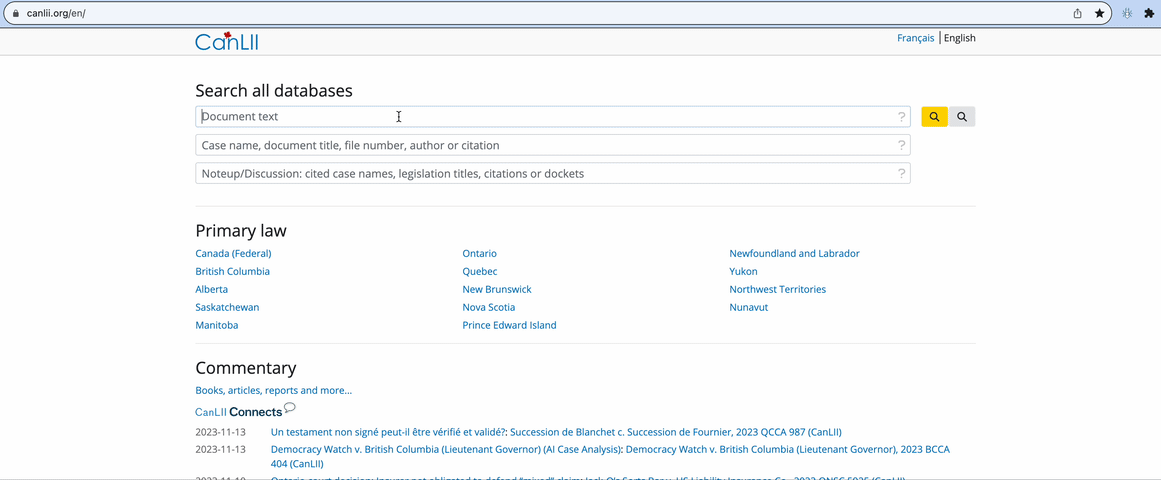 canlii.org/en/
CanLII
Français | English
Search all databases
Document text ?
Case name, document title, file number, author or citation ?
Noteup/Discussion: cited case names, legislation titles, citations or dockets ?
Primary law
Canada (Federal)
British Columbia
Alberta
Saskatchewan
Manitoba
Ontario
Quebec
New Brunswick
Nova Scotia
Prince Edward Island
Newfoundland and Labrador
Yukon
Northwest Territories
Nunavut
Commentary
Books, articles, reports and more...
CanLII Connects
2023-11-13 Un testament non signé peut-il être vérifié et validé?: Succession de Blanchet c. Succession de Fournier, 2023 QCCA 987 (CanLII)
2023-11-13 Democracy Watch v. British Columbia (Lieutenant Governor) (AI Case Analysis): Democracy Watch v. British Columbia (Lieutenant Governor), 2023 BCCA
404 (CanLII)